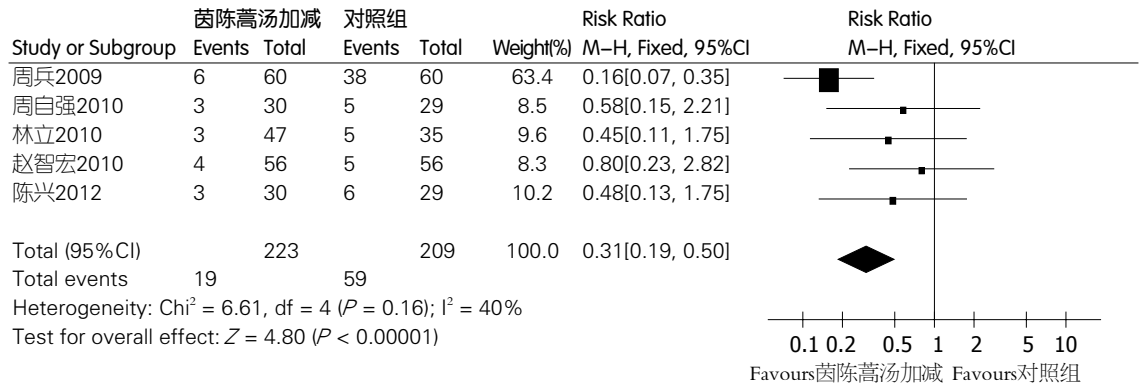 茵陈蒿汤加减 对照组 Risk Ratio Risk Ratio
Study or Subgroup Events Total Events Total Weight(%) M–H, Fixed, 95%CI M–H, Fixed, 95%CI
周兵2009 6 60 38 60 63.4 0.16[0.07, 0.35]
周自强2010 3 30 5 29 8.5 0.58[0.15, 2.21]
林立2010 3 47 5 35 9.6 0.45[0.11, 1.75]
赵智宏2010 4 56 5 56 8.3 0.80[0.23, 2.82]
陈兴2012 3 30 6 29 10.2 0.48[0.13, 1.75]
Total (95%CI) 223 209 100.0 0.31[0.19, 0.50]
Total events 19 59
Heterogeneity: Chi² = 6.61, df = 4 (P = 0.16); I² = 40%
Test for overall effect: Z = 4.80 (P < 0.00001)
0.1 0.2 0.5 1 2 5 10
Favours茵陈蒿汤加减 Favours对照组